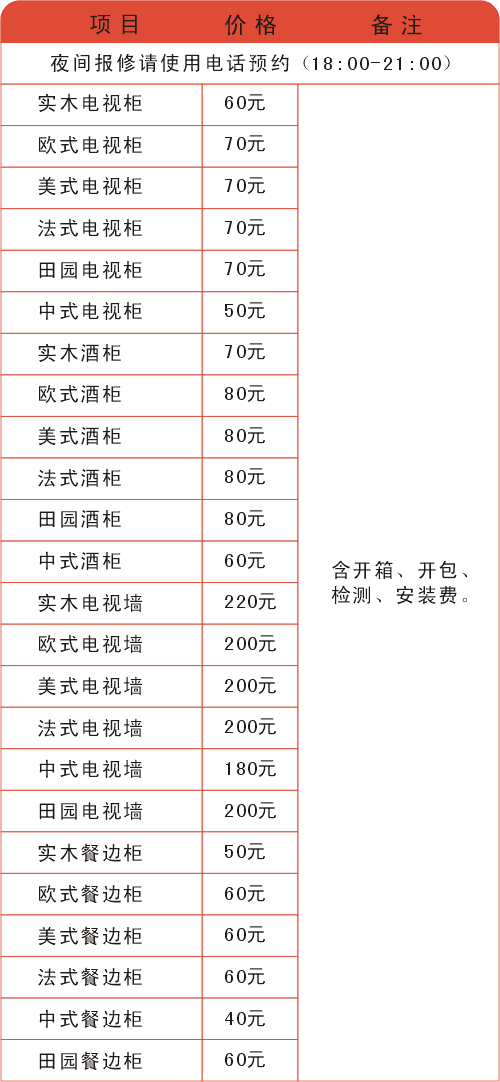 项目 价格 备注
夜间报修请使用电话预约（18:00-21:00）
实木电视柜 60元
欧式电视柜 70元
美式电视柜 70元
法式电视柜 70元
田园电视柜 70元
中式电视柜 50元
实木酒柜 70元
欧式酒柜 80元
美式酒柜 80元
法式酒柜 80元
田园酒柜 80元
中式酒柜 60元
含开箱、开包、
检测、安装费。
实木电视墙 220元
欧式电视墙 200元
美式电视墙 200元
法式电视墙 200元
中式电视墙 180元
田园电视墙 200元
实木餐边柜 50元
欧式餐边柜 60元
美式餐边柜 60元
法式餐边柜 60元
中式餐边柜 40元
田园餐边柜 60元